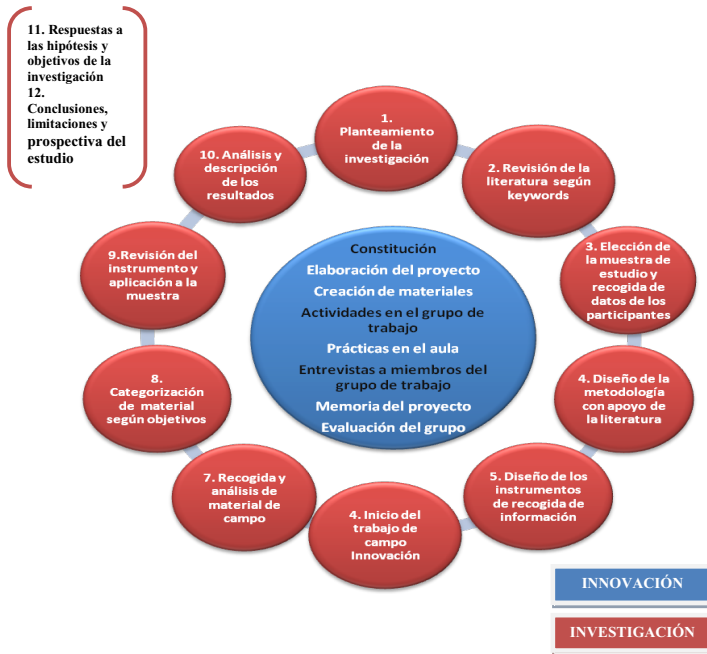 11. Respuestas a
las hipótesis y
objetivos de la
investigación
12.
Conclusiones,
limitaciones y
prospectiva del
estudio
1.
Planteamiento
de la
investigación
2. Revisión de la
literatura según
keywords
3. Elección de
la muestra de
estudio y
recogida de
datos de los
participantes
4. Diseño de la
metodología
con apoyo de
la literatura
5. Diseño de los
instrumentos
de recogida de
información
4. Inicio del
trabajo de
campo
Innovación
7. Recogida y
análisis de
material de
campo
8.
Categorización
de material
según objetivos
9.Revisión del
instrumento y
aplicación a la
muestra
10. Análisis y
descripción
de los
resultados
Constitución
Elaboración del proyecto
Creación de materiales
Actividades en el grupo de
trabajo
Prácticas en el aula
Entrevistas a miembros del
grupo de trabajo
Memoria del proyecto
Evaluación del grupo
INNOVACIÓN
INVESTIGACIÓN